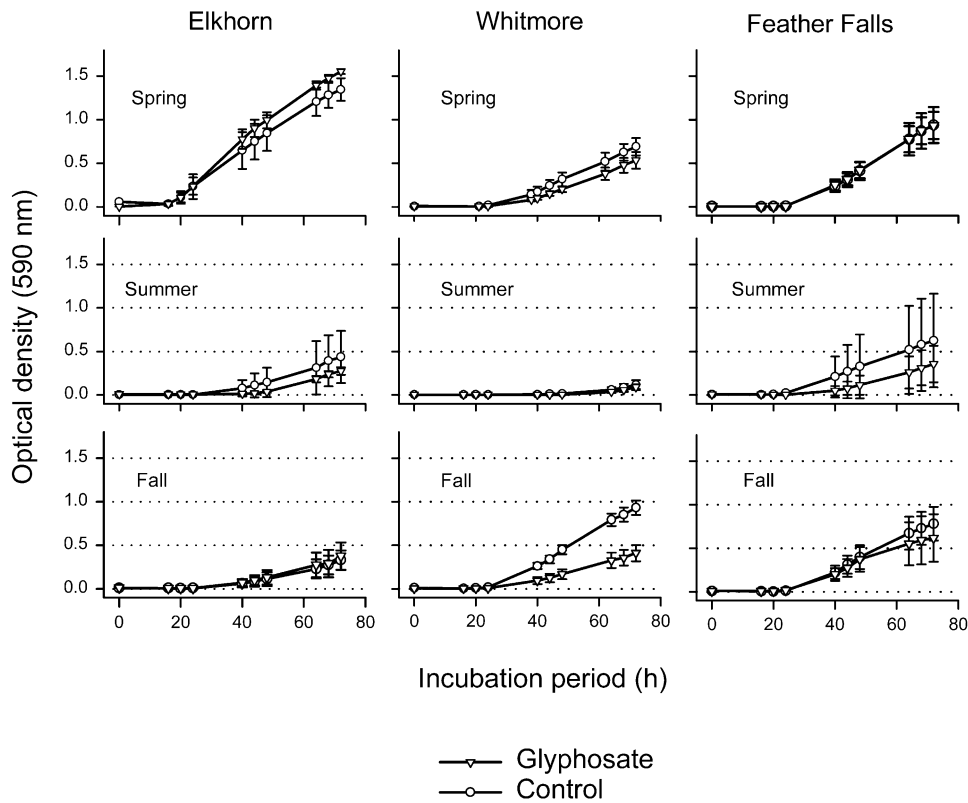 Elkhorn Whitmore Feather Falls
1.5
Spring Spring Spring
1.0
0.5
0.0
1.5
Summer Summer Summer
1.0
0.5
0.0
1.5
Fall Fall Fall
1.0
0.5
0.0
0 20 40 60 80 0 20 40 60 80 0 20 40 60 80
Optical density (590 nm)
Incubation period (h)
Glyphosate
Control